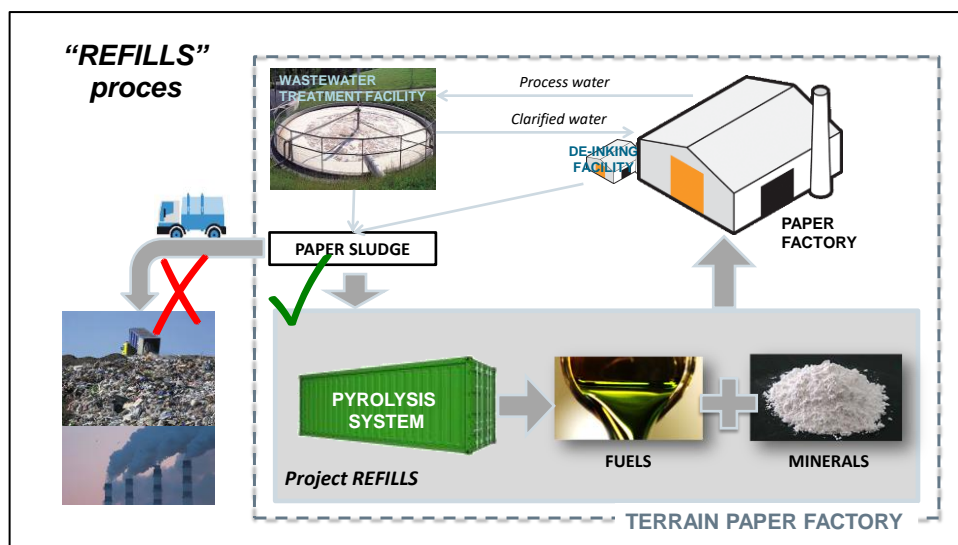 “REFILLS”
proces
WASTEWATER
TREATMENT FACILITY
Process water
Clarified water
DE-INKING
FACILITY
PAPER
FACTORY
PAPER SLUDGE
PYROLYSIS
SYSTEM
FUELS
MINERALS
Project REFILLS
TERRAIN PAPER FACTORY